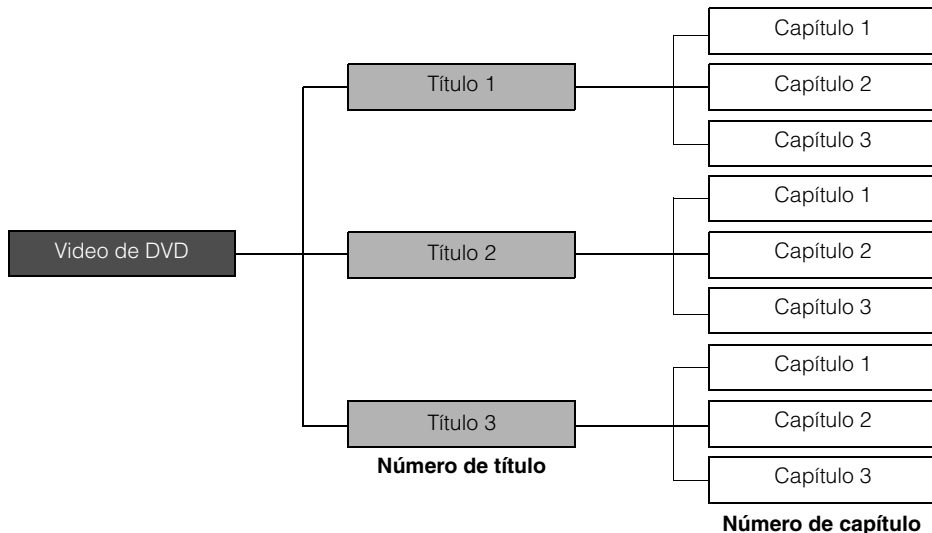 Capítulo 1
Título 1
Capítulo 2
Capítulo 3
Capítulo 1
Video de DVD
Título 2
Capítulo 2
Capítulo 3
Capítulo 1
Título 3
Capítulo 2
Número de título
Capítulo 3
Número de capítulo